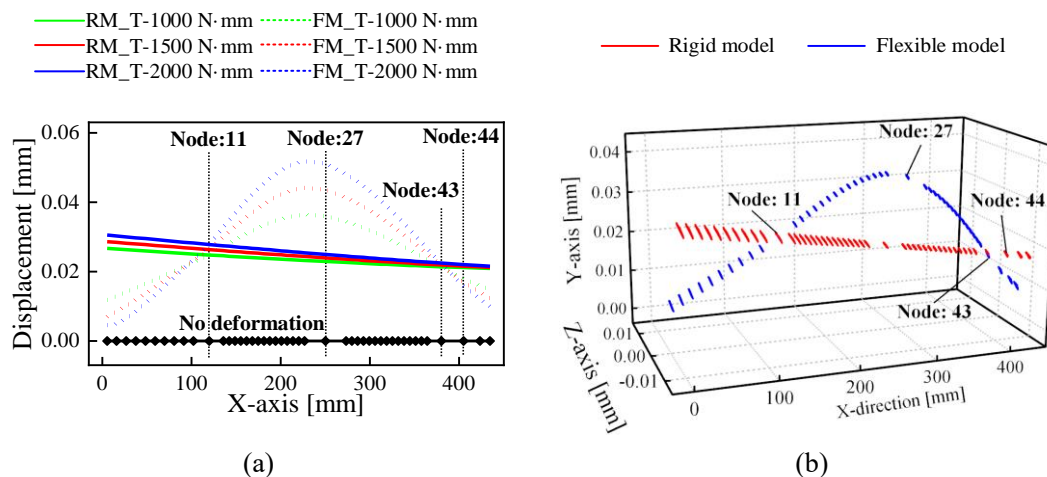 RM_T-1000 N·mm
FM_T-1000 N·mm
RM_T-1500 N·mm
FM_T-1500 N·mm
RM_T-2000 N·mm
FM_T-2000 N·mm
Displacement [mm]
0.06
0.04
0.02
0.00
Node:11
Node:27
Node:44
Node:43
No deformation
0
100
200
300
400
X-axis [mm]
(a)
Rigid model
Flexible model
Y-axis [mm]
0.04
0.03
0.02
0.01
0.00
Node: 27
Node: 11
Node: 44
Node: 43
Z-axis [mm]
0.01
0.00
-0.01
0
100
200
300
400
X-direction [mm]
(b)